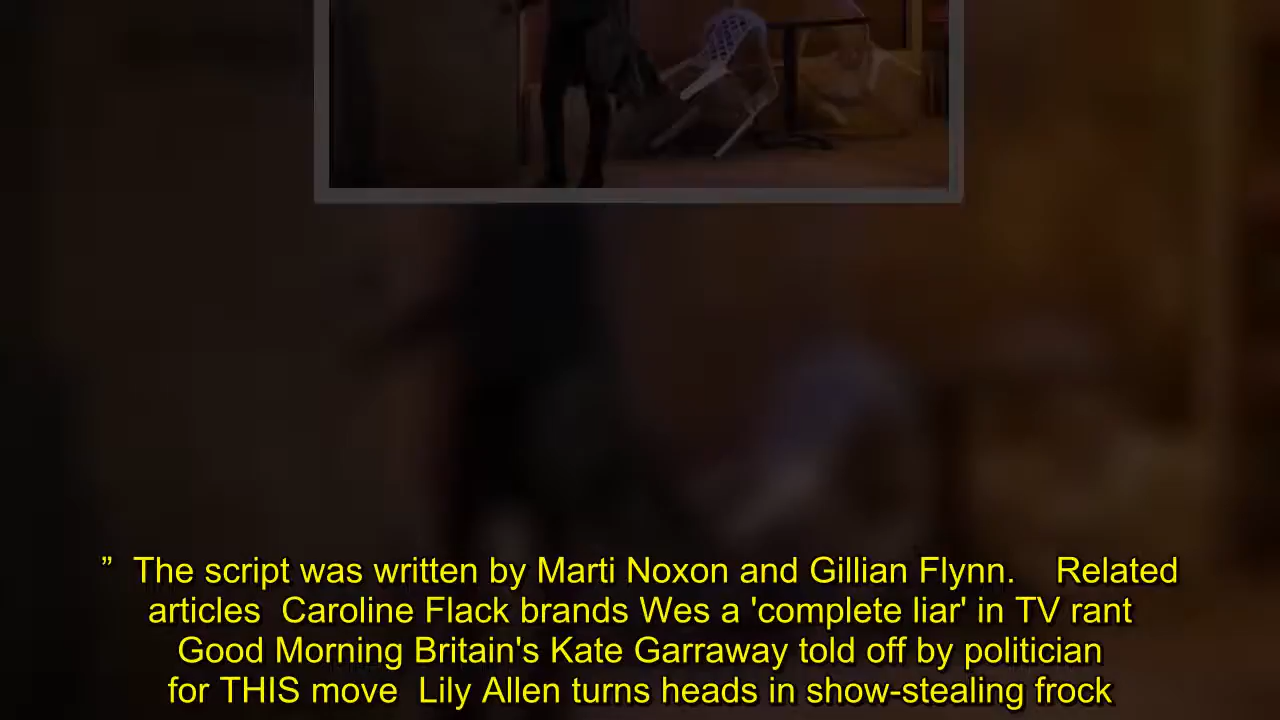 ”  The script was written by Marti Noxon and Gillian Flynn.    Related
articles  Caroline Flack brands Wes a 'complete liar' in TV rant
Good Morning Britain's Kate Garraway told off by politician
for THIS move  Lily Allen turns heads in show-stealing frock